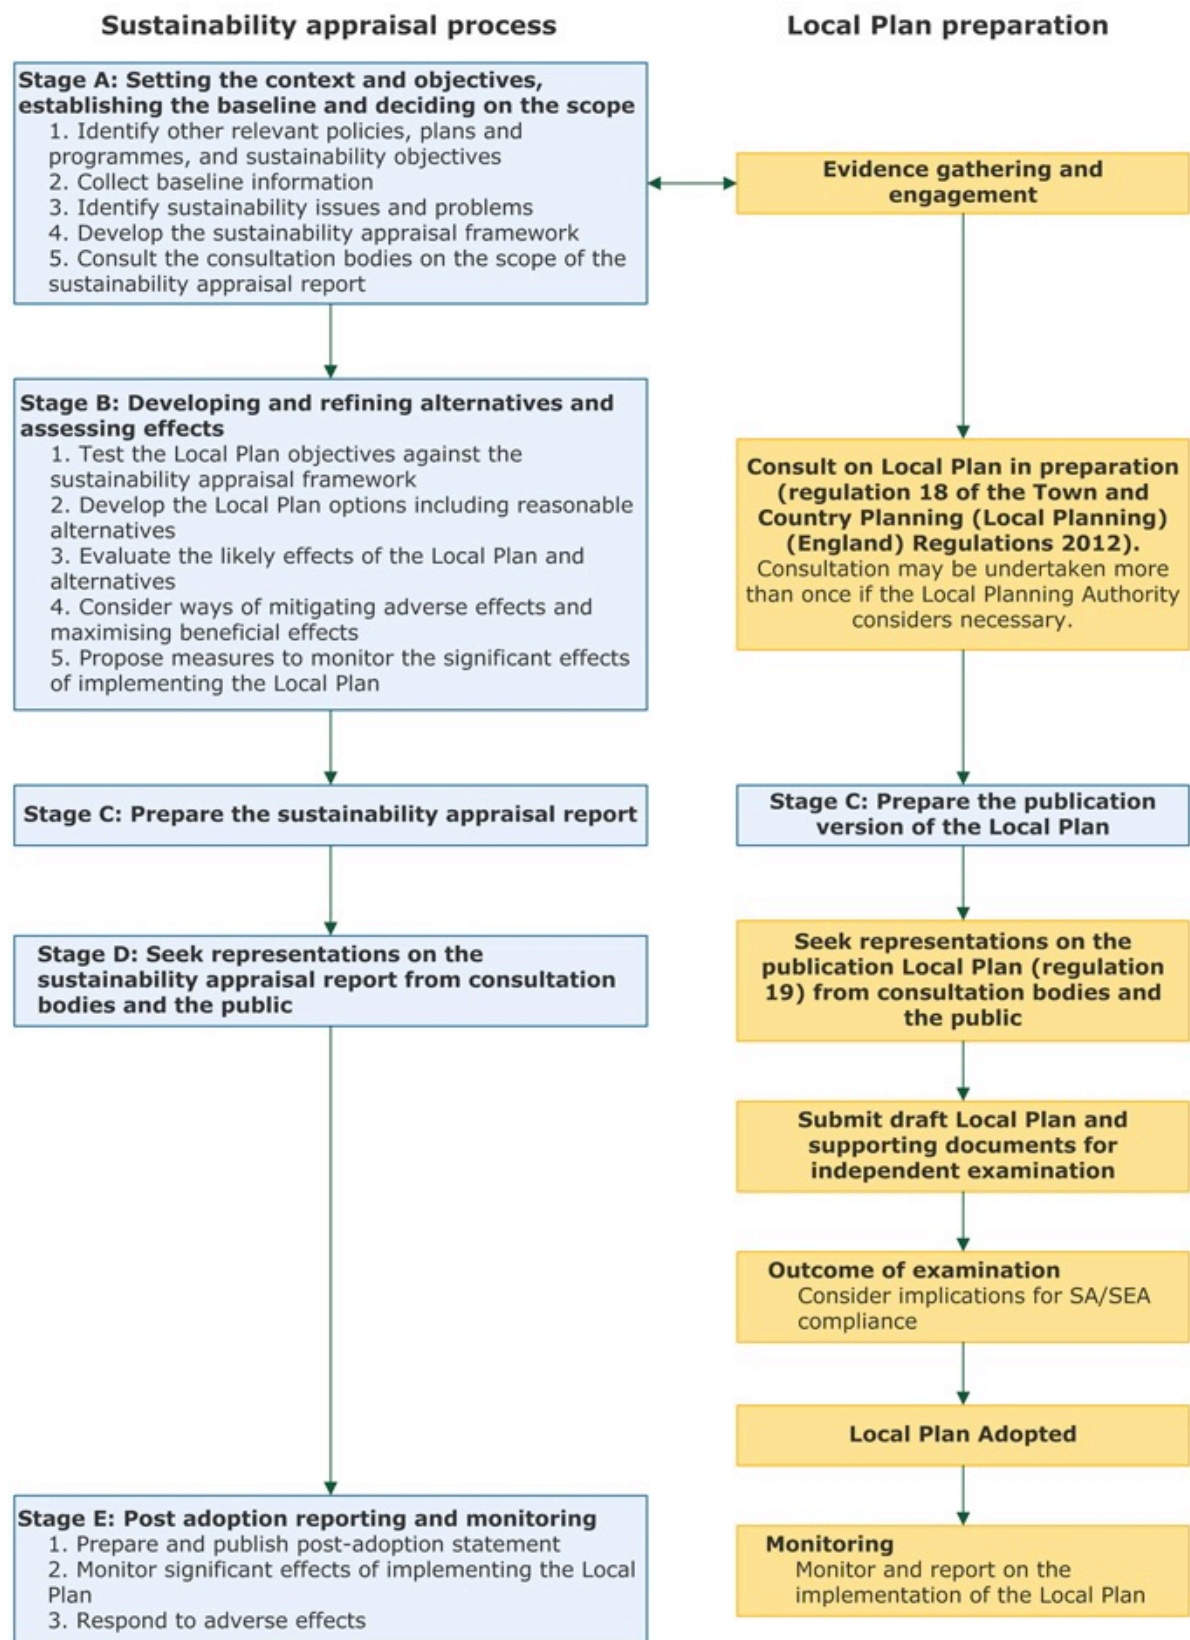 Sustainability appraisal process
Local Plan preparation
Stage A: Setting the context and objectives,
establishing the baseline and deciding on the scope
1. Identify other relevant policies, plans and
programmes, and sustainability objectives
2. Collect baseline information
3. Identify sustainability issues and problems
4. Develop the sustainability appraisal framework
5. Consult the consultation bodies on the scope of the
sustainability appraisal report
Evidence gathering and
engagement
Stage B: Developing and refining alternatives and
assessing effects
1. Test the Local Plan objectives against the
sustainability appraisal framework
2. Develop the Local Plan options including reasonable
alternatives
3. Evaluate the likely effects of the Local Plan and
alternatives
4. Consider ways of mitigating adverse effects and
maximising beneficial effects
5. Propose measures to monitor the significant effects
of implementing the Local Plan
Consult on Local Plan in preparation
(regulation 18 of the Town and
Country Planning (Local Planning)
(England) Regulations 2012).
Consultation may be undertaken more
than once if the Local Planning Authority
considers necessary.
Stage C: Prepare the sustainability appraisal report
Stage C: Prepare the publication
version of the Local Plan
Stage D: Seek representations on the
sustainability appraisal report from consultation
bodies and the public
Seek representations on the
publication Local Plan (regulation
19) from consultation bodies and
the public
Submit draft Local Plan and
supporting documents for
independent examination
Outcome of examination
Consider implications for SA/SEA
compliance
Local Plan Adopted
Stage E: Post adoption reporting and monitoring
1. Prepare and publish post-adoption statement
2. Monitor significant effects of implementing the Local
Plan
3. Respond to adverse effects
Monitoring
Monitor and report on the
implementation of the Local Plan